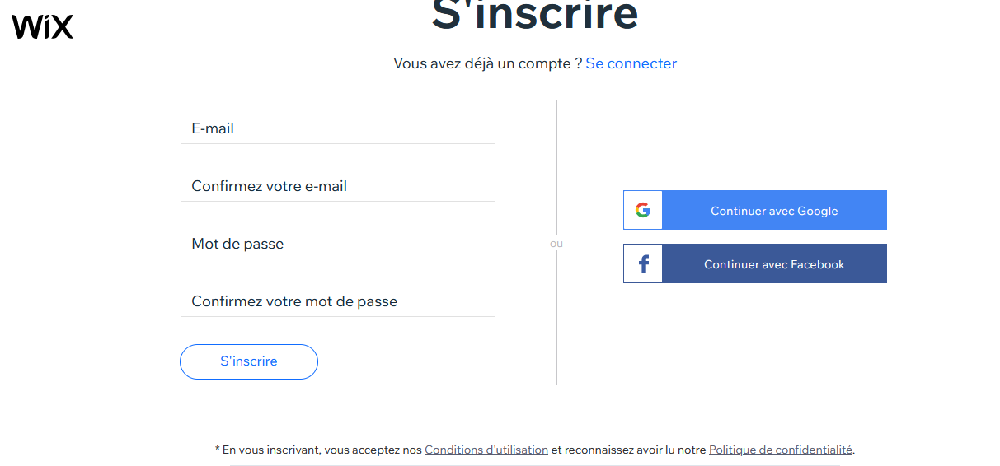 WiX
S'inscrire
Vous avez déjà un compte ? Se connecter
E-mail
Confirmez votre e-mail
Mot de passe
Confirmez votre mot de passe
S'inscrire
ou
Continuer avec Google
Continuer avec Facebook
* En vous inscrivant, vous acceptez nos Conditions d'utilisation et reconnaissez avoir lu notre Politique de confidentialité.